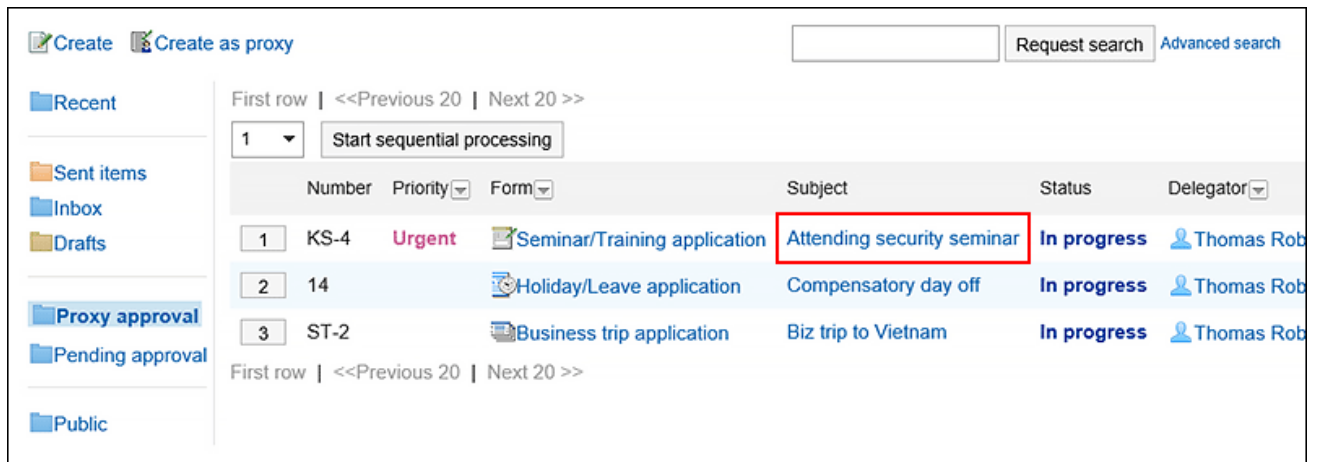 Create Create as proxy Request search Advanced search
Recent
Sent items
Inbox
Drafts
Proxy approval
Pending approval
Public
First row | <<Previous 20 | Next 20 >>
1 Start sequential processing
Number Priority Form Subject Status Delegator
1 KS-4 Urgent Seminar/Training application Attending security seminar In progress Thomas Rob
2 14 Holiday/Leave application Compensatory day off In progress Thomas Rob
3 ST-2 Business trip application Biz trip to Vietnam In progress Thomas Rob
First row | <<Previous 20 | Next 20 >>